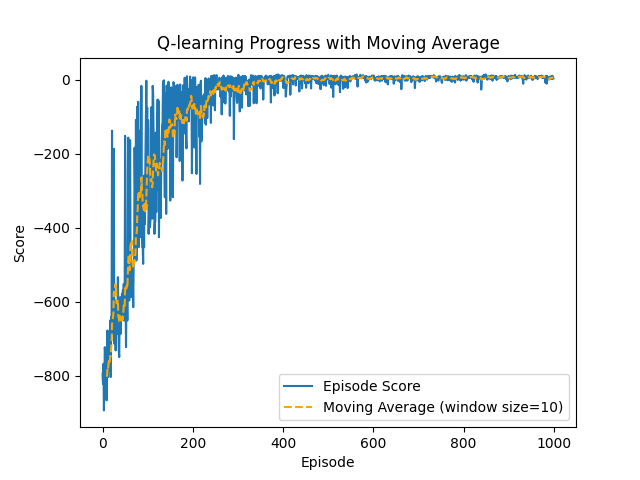 Q-learning Progress with Moving Average
Score
0
−200
−400
−600
−800
Episode Score
Moving Average (window size=10)
0 200 400 600 800 1000
Episode